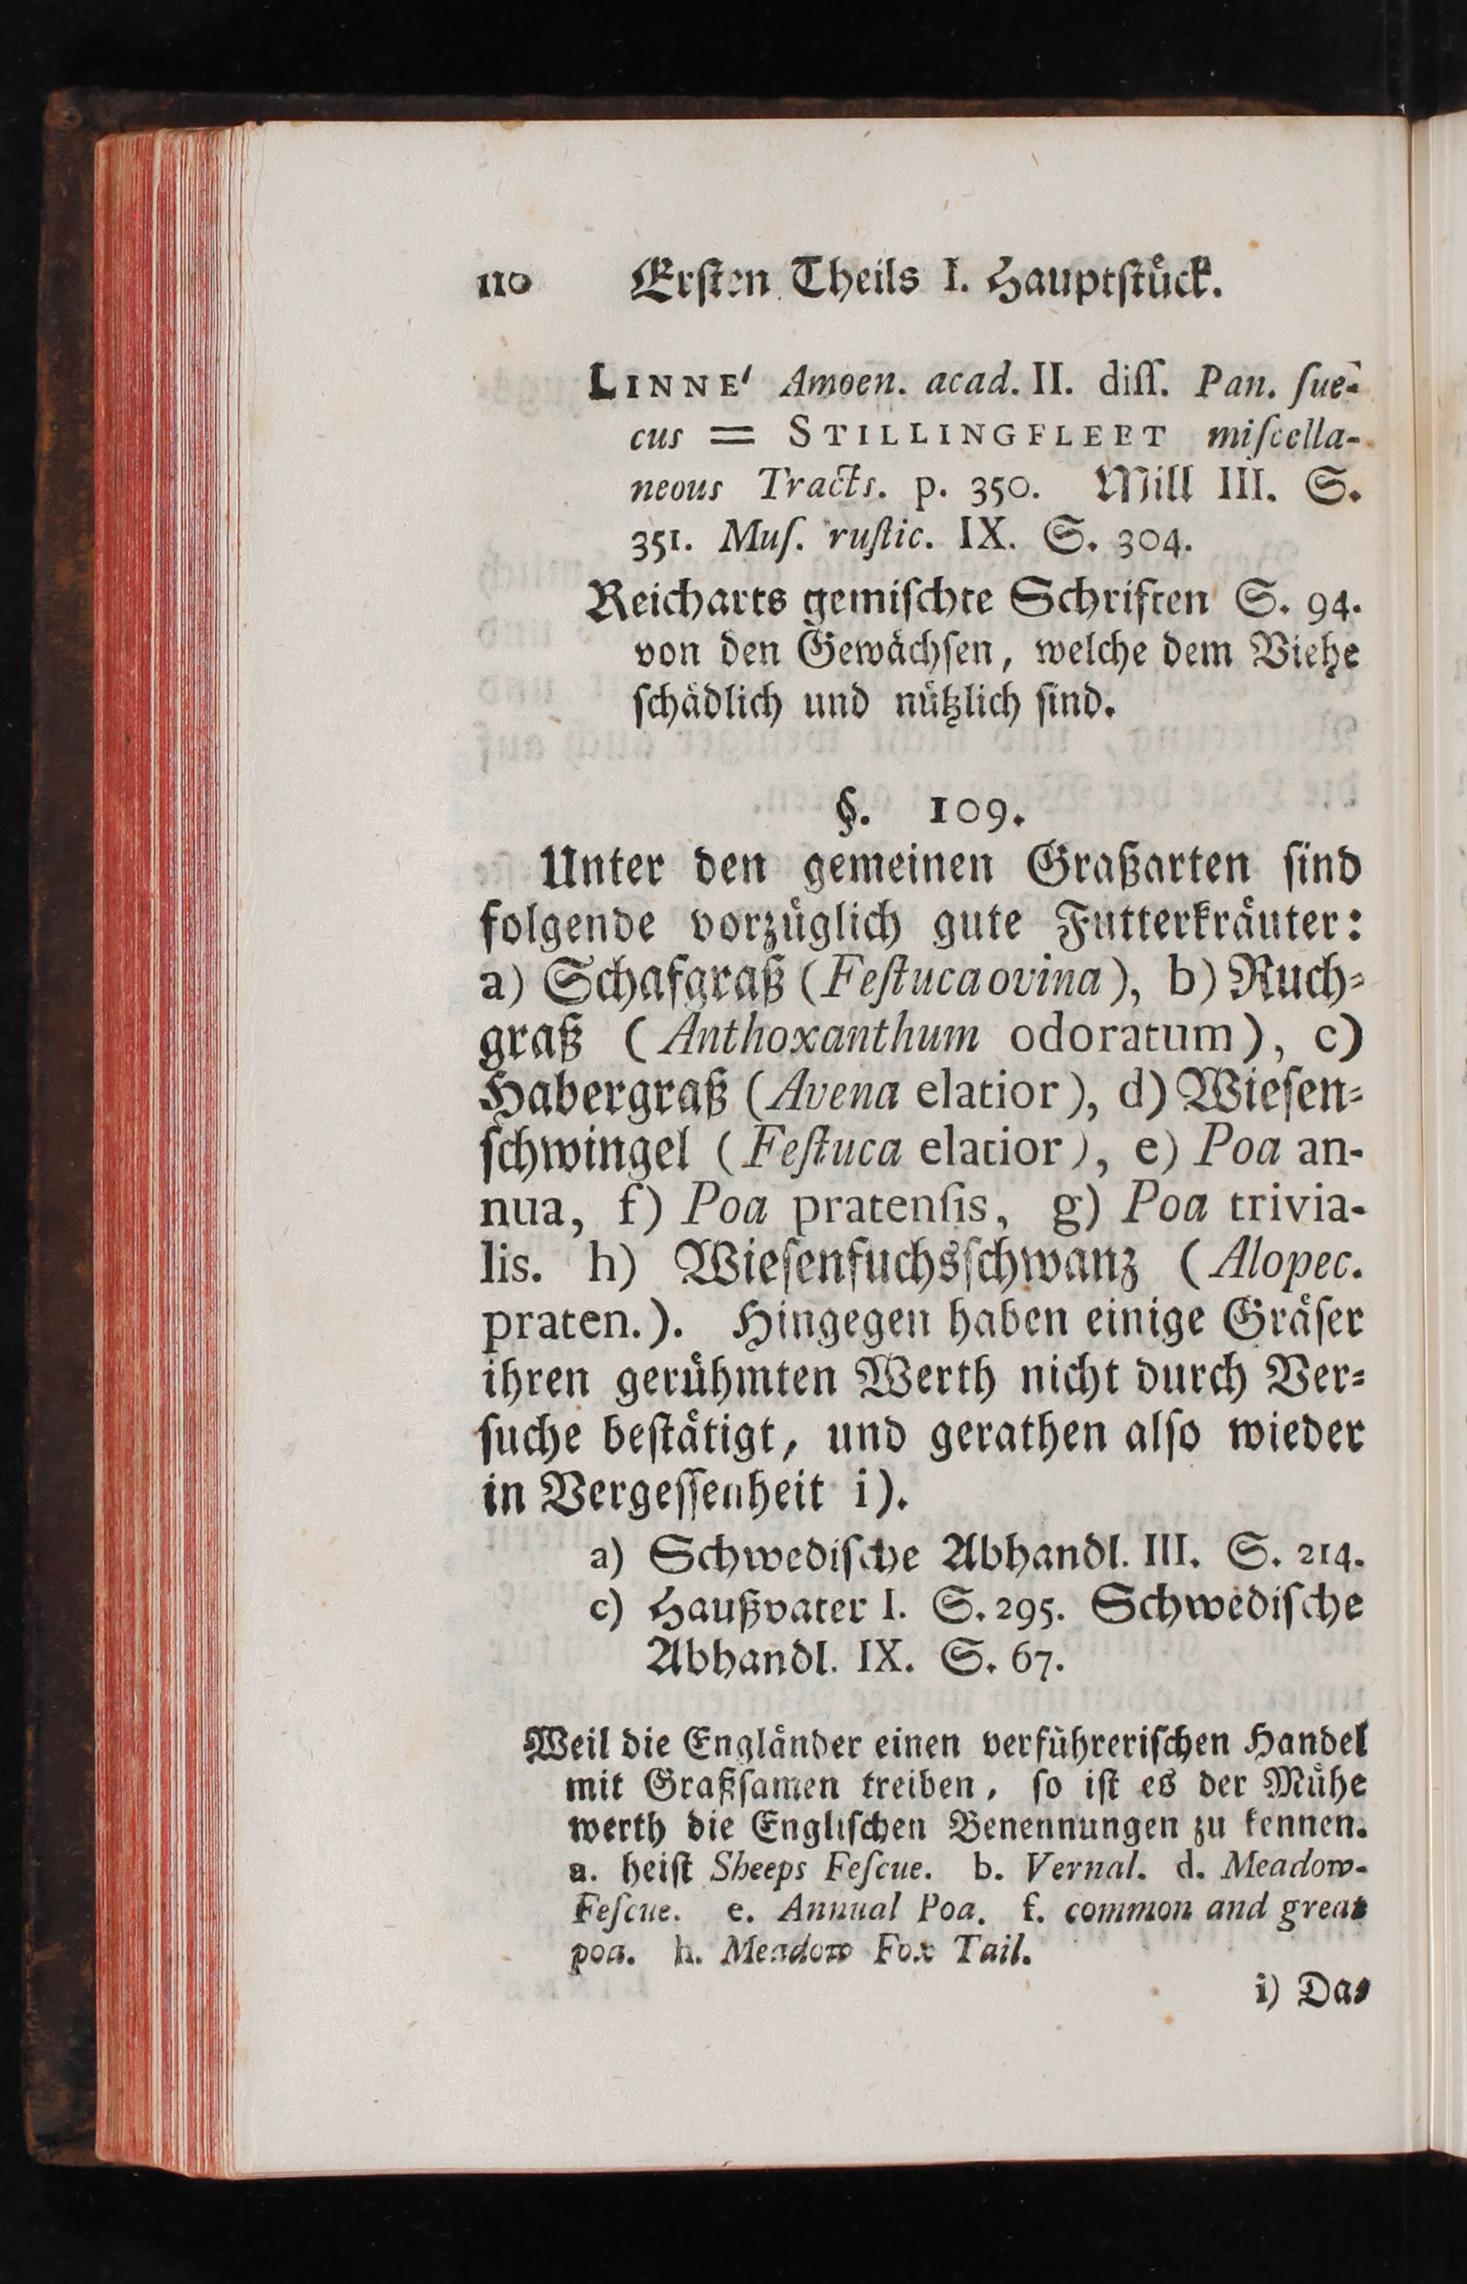 110 Erſten Theils I. Hauptſtück.
LINNE' Amoen. acad. II. diſſ. Pan. ſue-
cus = STILLINGFLEET miſcella-
neous Tracts. p. 350. Mill III. S.
351. Muſ. ruſtic. IX. S. 304.
Reicharts gemiſchte Schriften S. 94.
von den Gewächſen, welche dem Viehe
ſchädlich und nützlich ſind.
§. 109.
Unter den gemeinen Graßarten ſind
folgende vorzüglich gute Futterkräuter:
a) Schafgraß (Feſtuca ovina), b) Ruch-
graß (Anthoxanthum odoratum), c)
Habergraß (Avena elatior), d) Wieſen-
ſchwingel (Feſtuca elatior), e) Poa an-
nua, f) Poa pratenſis, g) Poa trivia-
lis. h) Wieſenfuchsſchwanz (Alopec.
praten.). Hingegen haben einige Gräſer
ihren gerühmten Werth nicht durch Ver-
ſuche beſtätigt, und gerathen alſo wieder
in Vergeſſenheit i).
a) Schwediſche Abhandl. III. S. 214.
c) Haußvater I. S. 295. Schwediſche
Abhandl. IX. S. 67.
Weil die Engländer einen verführeriſchen Handel
mit Graßſamen treiben, ſo iſt es der Mühe
werth die Engliſchen Benennungen zu kennen.
a. heiſt Sheeps Feſcue. b. Vernal. d. Meadow-
Feſcue. e. Annual Poa. f. common and great
poa. h. Meadow Fox Tail.
i) Das